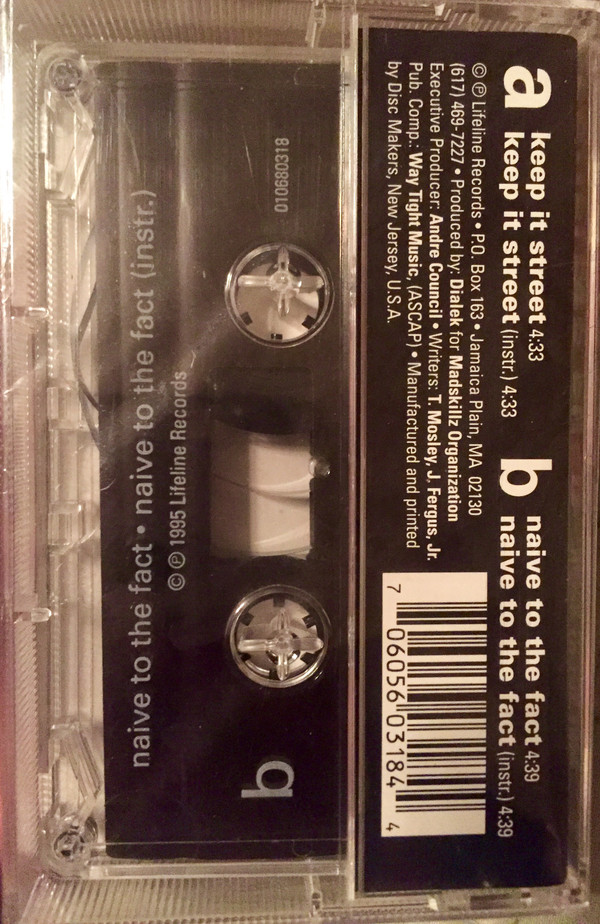 a keep it street 4:33
keep it street (instr.) 4:33
b naive to the fact 4:39
naive to the fact (instr.) 4:39
© ℗ Lifeline Records • P.O. Box 163 • Jamaica Plain, MA 02130
(617) 469-7227 • Produced by: Dialek for Madskillz Organization
Executive Producer: Andre Council • Writers: T. Mosley, J. Fergus, Jr.
Pub. Comp.: Way Tight Music, (ASCAP) • Manufactured and printed
by Disc Makers, New Jersey, U.S.A.
7 06056 03184 4
naive to the fact • naive to the fact (instr.)
© ℗ 1995 Lifeline Records
010680318
b